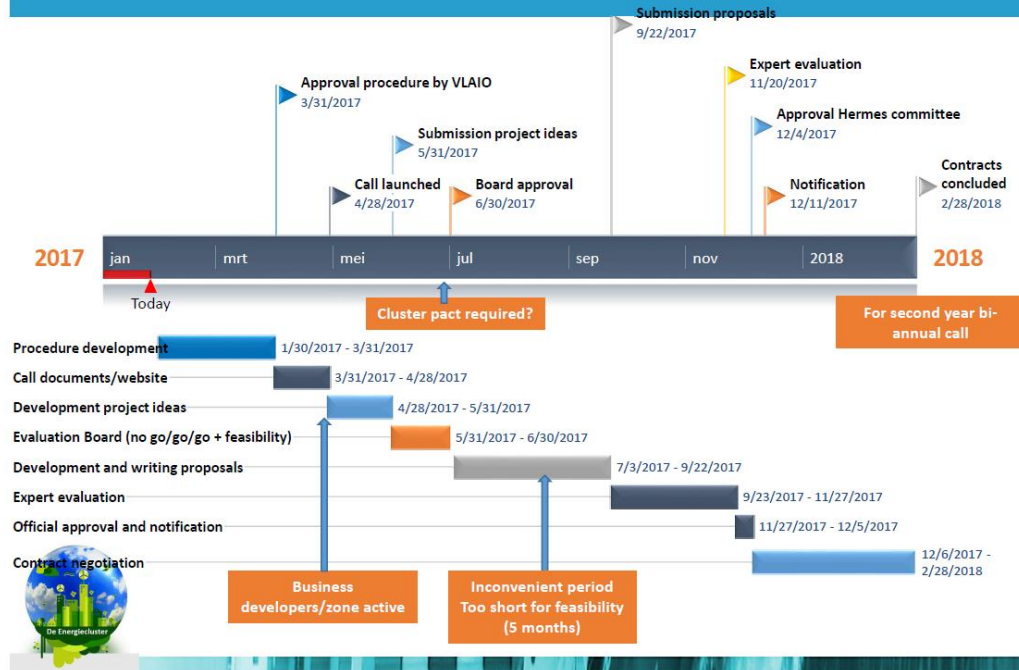 Submission proposals
9/22/2017
Expert evaluation
11/20/2017
Approval procedure by VLAIO
3/31/2017
Approval Hermes committee
12/4/2017
Submission project ideas
5/31/2017
Contracts
concluded
2/28/2018
Call launched
4/28/2017
Board approval
6/30/2017
Notification
12/11/2017
2017
jan
mrt
mei
jul
sep
nov
2018
2018
Today
Cluster pact required?
For second year bi-
annual call
Procedure development
1/30/2017 - 3/31/2017
Call documents/website
3/31/2017 - 4/28/2017
Development project ideas
4/28/2017 - 5/31/2017
Evaluation Board (no go/go/go + feasibility)
5/31/2017 - 6/30/2017
Development and writing proposals
7/3/2017 - 9/22/2017
Expert evaluation
9/23/2017 - 11/27/2017
Official approval and notification
11/27/2017 - 12/5/2017
Contract negotiation
12/6/2017 -
2/28/2018
Business
developers/zone active
Inconvenient period
Too short for feasibility
(5 months)
De Energiecluster